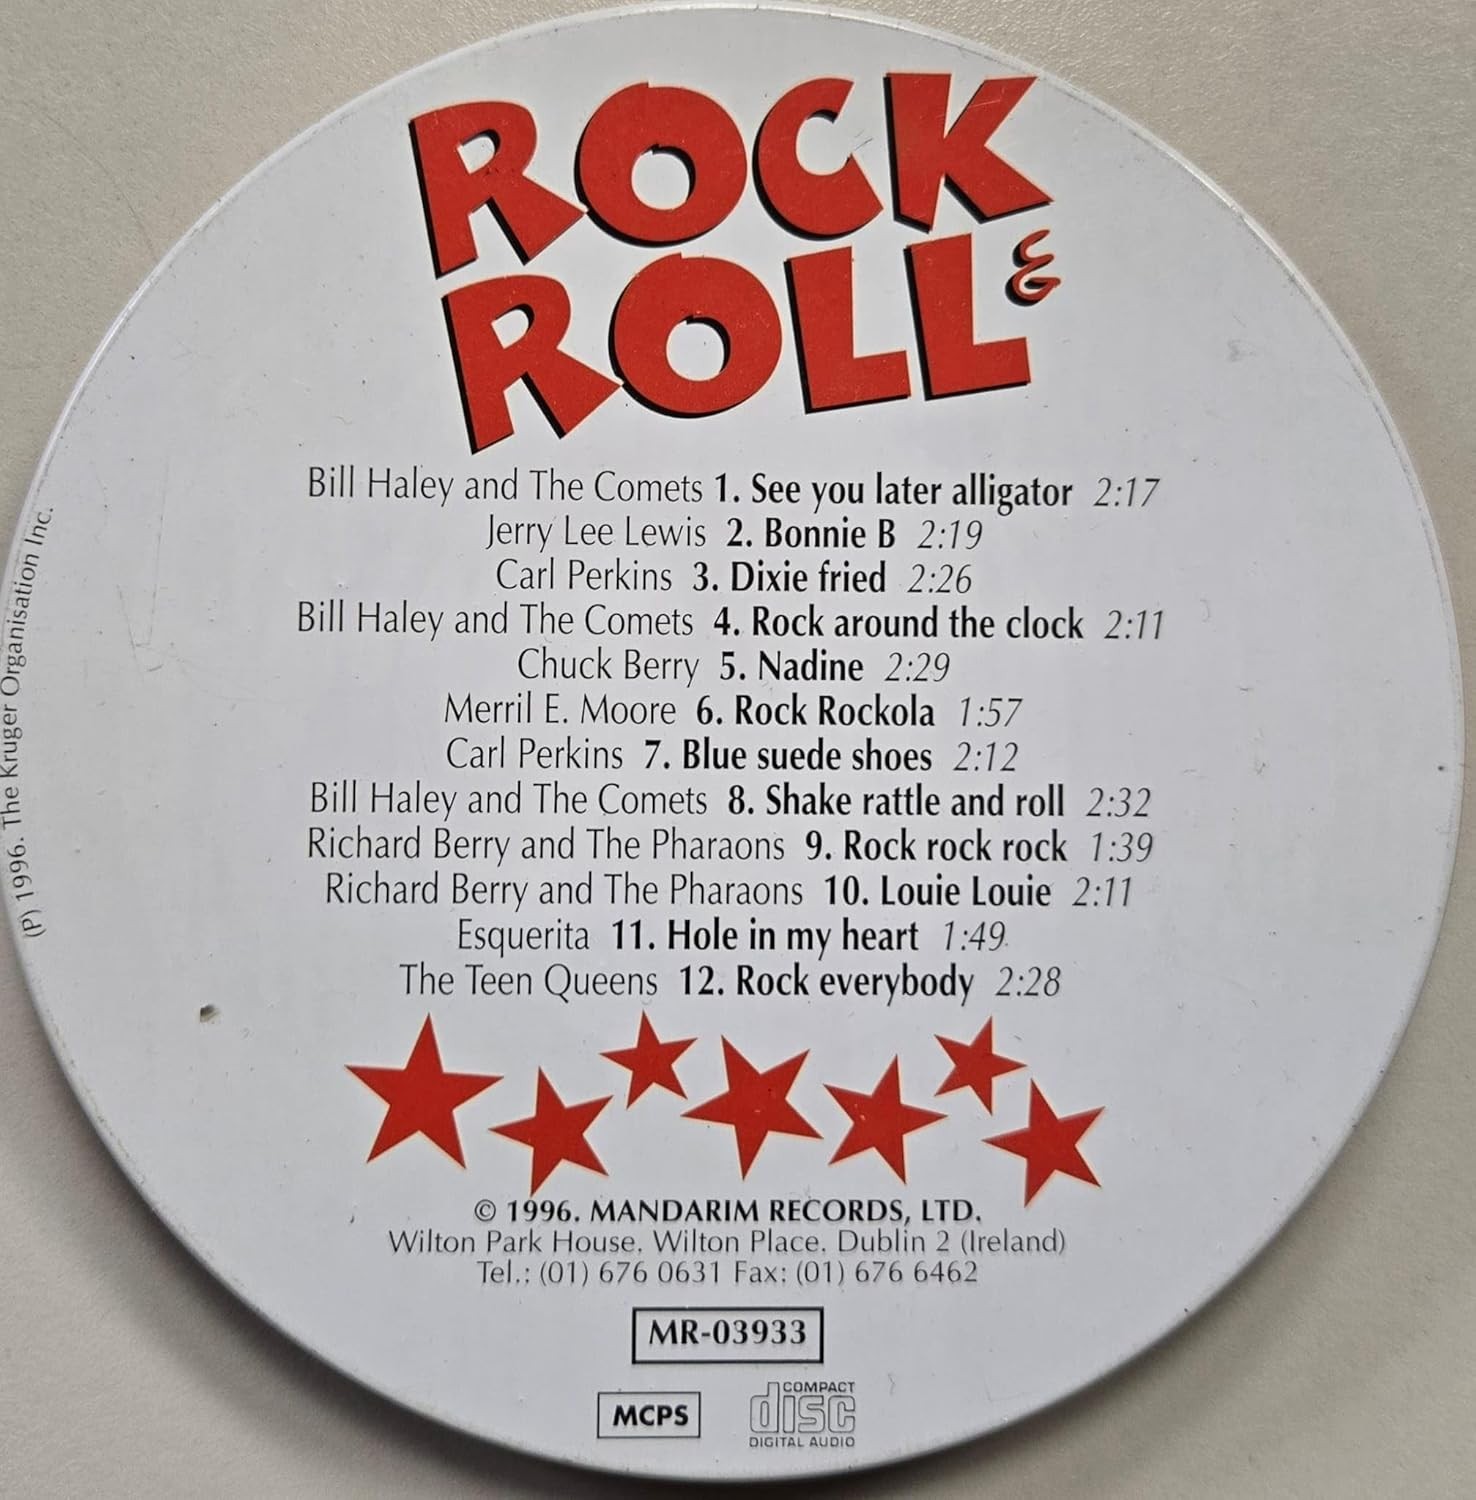 ROCK
& ROLL
Bill Haley and The Comets 1. See you later alligator 2:17
Jerry Lee Lewis 2. Bonnie B 2:19
Carl Perkins 3. Dixie fried 2:26
Bill Haley and The Comets 4. Rock around the clock 2:11
Chuck Berry 5. Nadine 2:29
Merril E. Moore 6. Rock Rockola 1:57
Carl Perkins 7. Blue suede shoes 2:12
Bill Haley and The Comets 8. Shake rattle and roll 2:32
Richard Berry and The Pharaons 9. Rock rock rock 1:39
Richard Berry and The Pharaons 10. Louie Louie 2:11
Esquerita 11. Hole in my heart 1:49
The Teen Queens 12. Rock everybody 2:28
© 1996. MANDARIM RECORDS, LTD.
Wilton Park House. Wilton Place. Dublin 2 (Ireland)
Tel.: (01) 676 0631 Fax: (01) 676 6462
MR-03933
MCPS
COMPACT
disc
DIGITAL AUDIO
(P) 1996. The Kruger Organisation Inc.